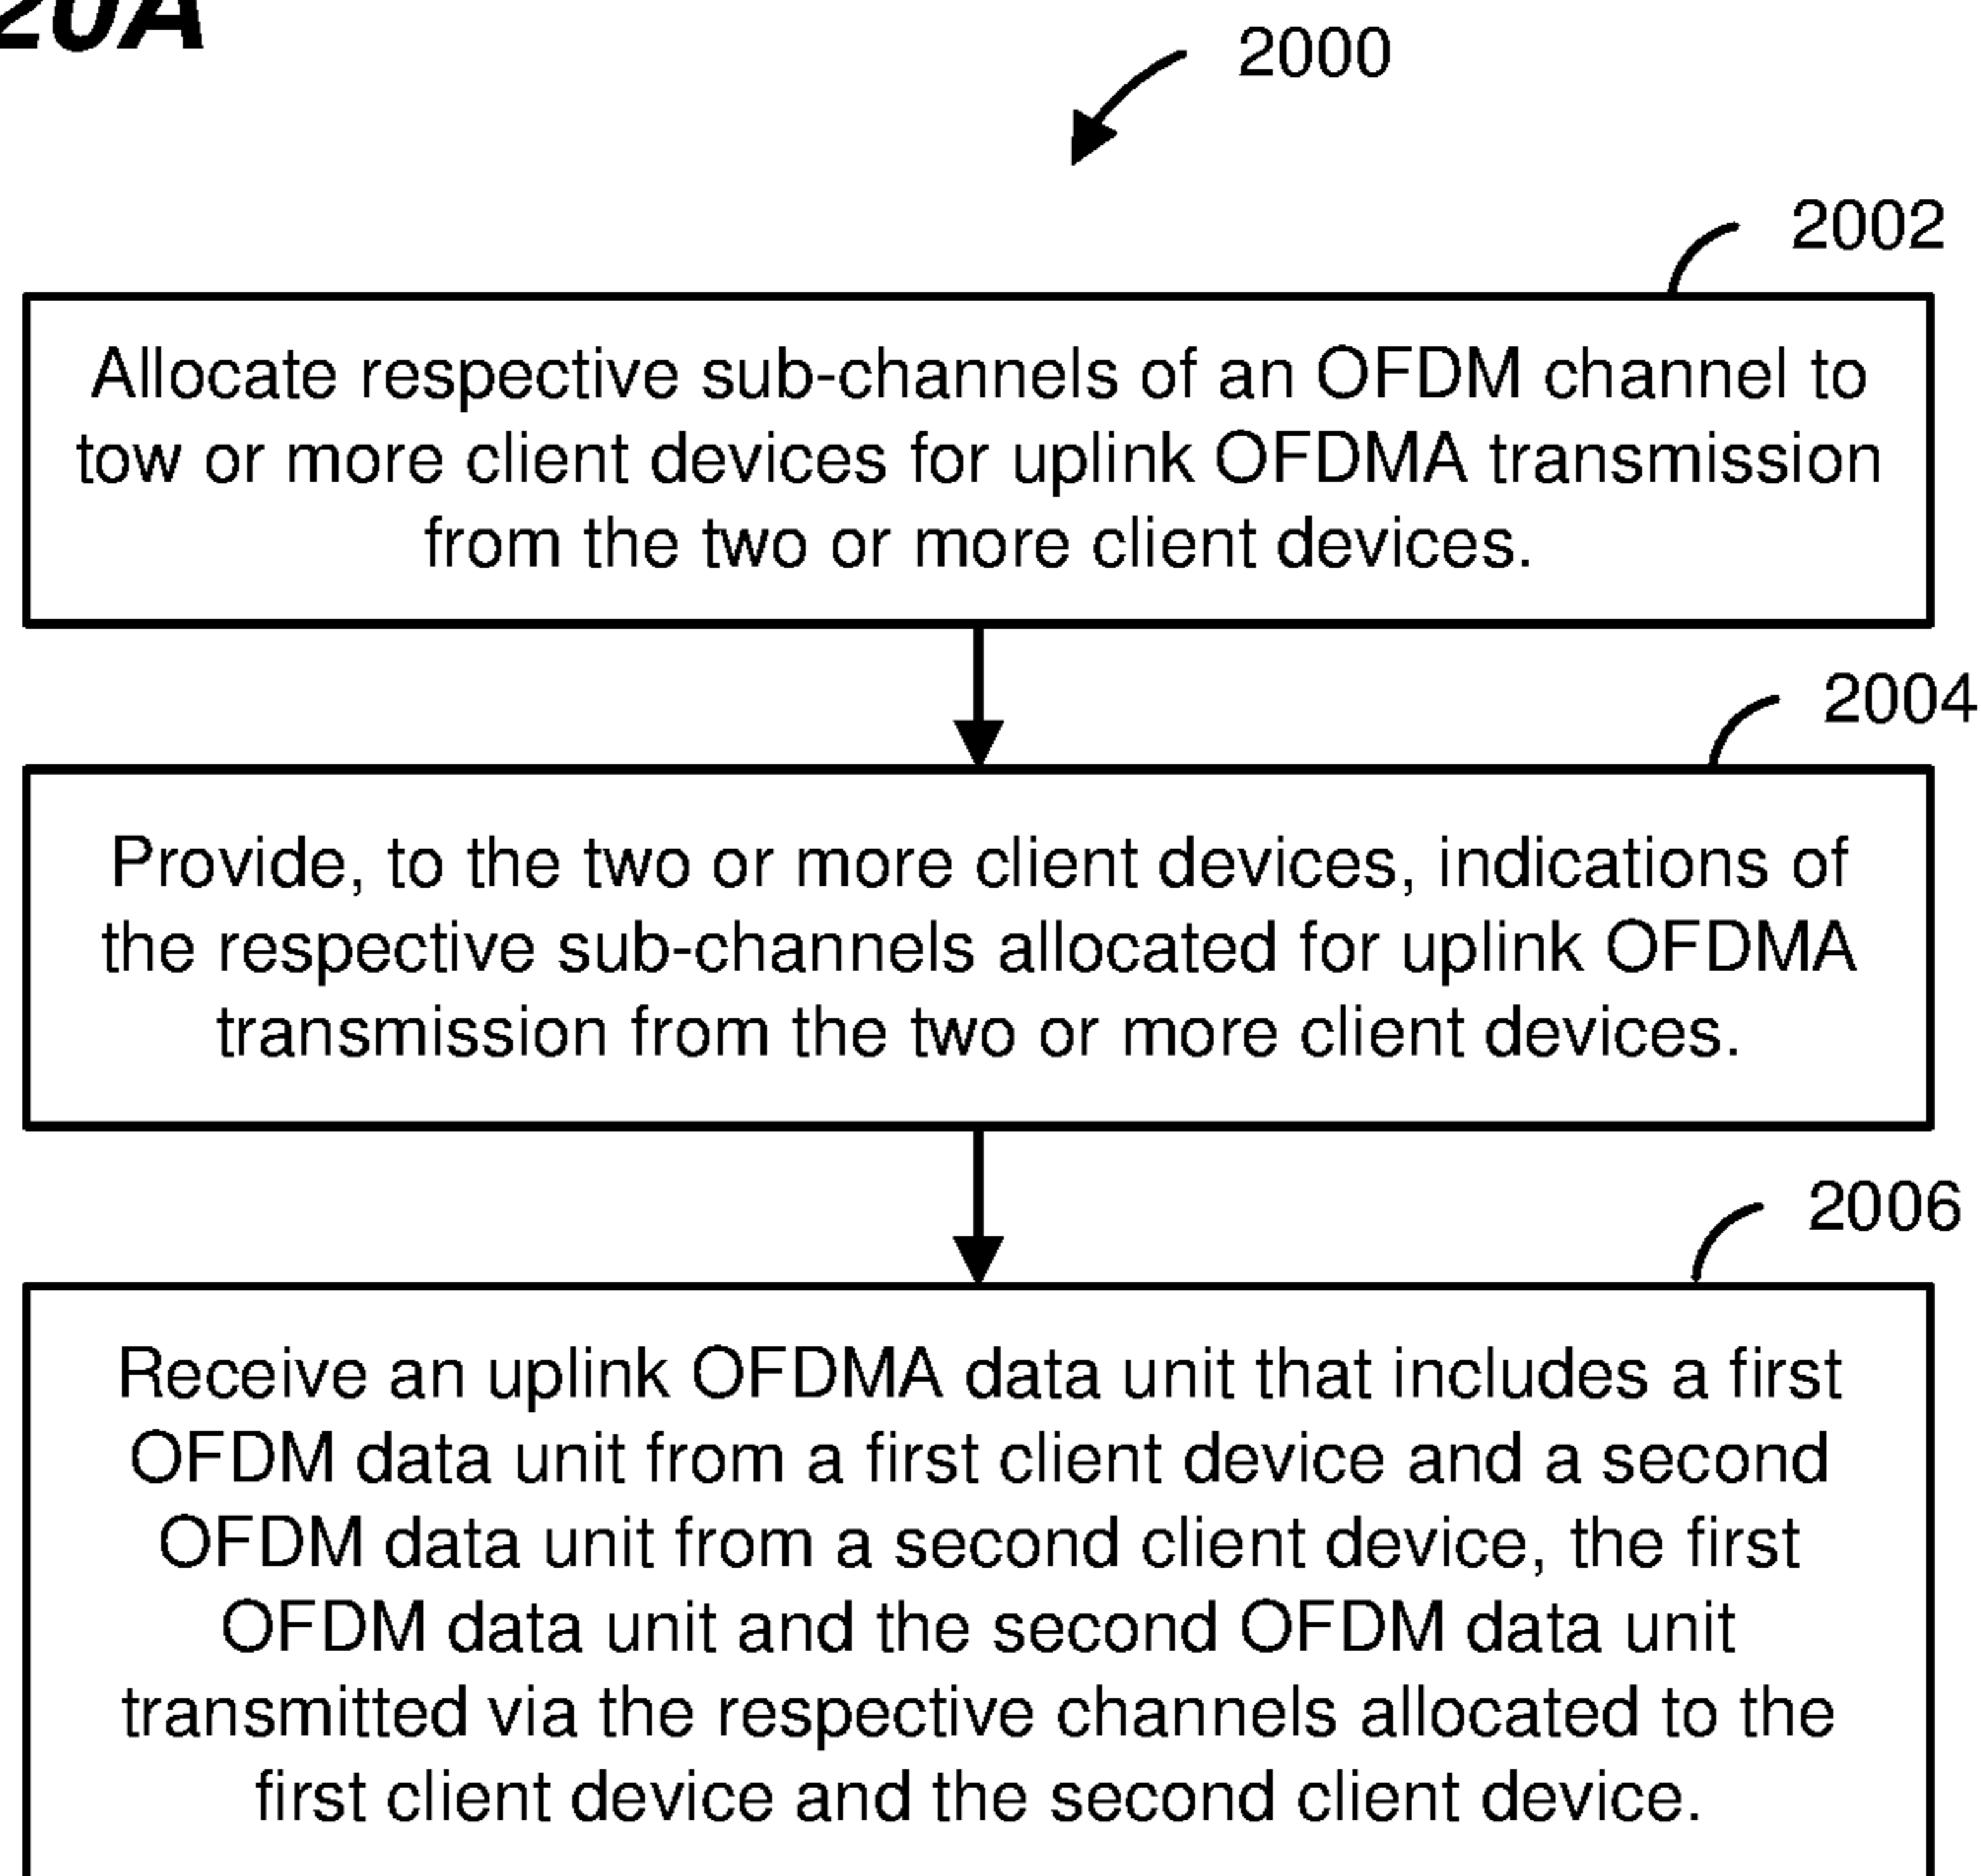 20A
2000
2002
Allocate respective sub-channels of an OFDM channel to
tow or more client devices for uplink OFDMA transmission
from the two or more client devices.
2004
Provide, to the two or more client devices, indications of
the respective sub-channels allocated for uplink OFDMA
transmission from the two or more client devices.
2006
Receive an uplink OFDMA data unit that includes a first
OFDM data unit from a first client device and a second
OFDM data unit from a second client device, the first
OFDM data unit and the second OFDM data unit
transmitted via the respective channels allocated to the
first client device and the second client device.